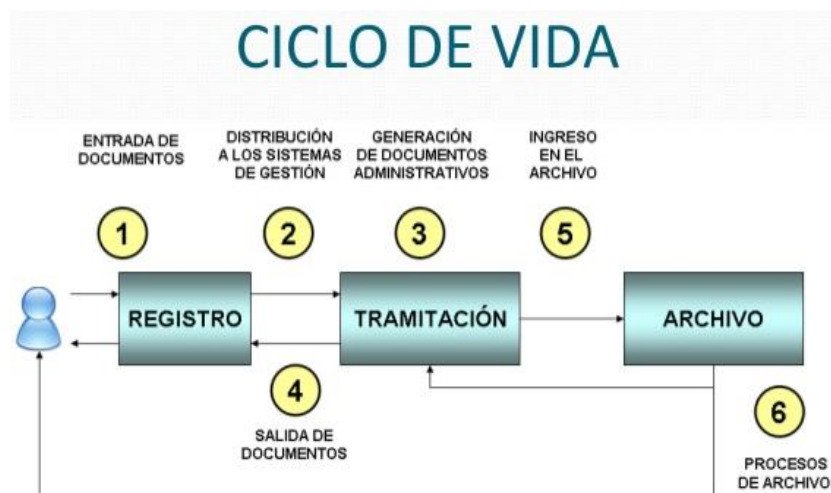 CICLO DE VIDA
ENTRADA DE
DOCUMENTOS
DISTRIBUCIÓN
A LOS SISTEMAS
DE GESTIÓN
GENERACIÓN
DE DOCUMENTOS
ADMINISTRATIVOS
INGRESO
EN EL
ARCHIVO
1
2
3
5
REGISTRO
TRAMITACIÓN
ARCHIVO
4
SALIDA DE
DOCUMENTOS
6
PROCESOS
DE ARCHIVO